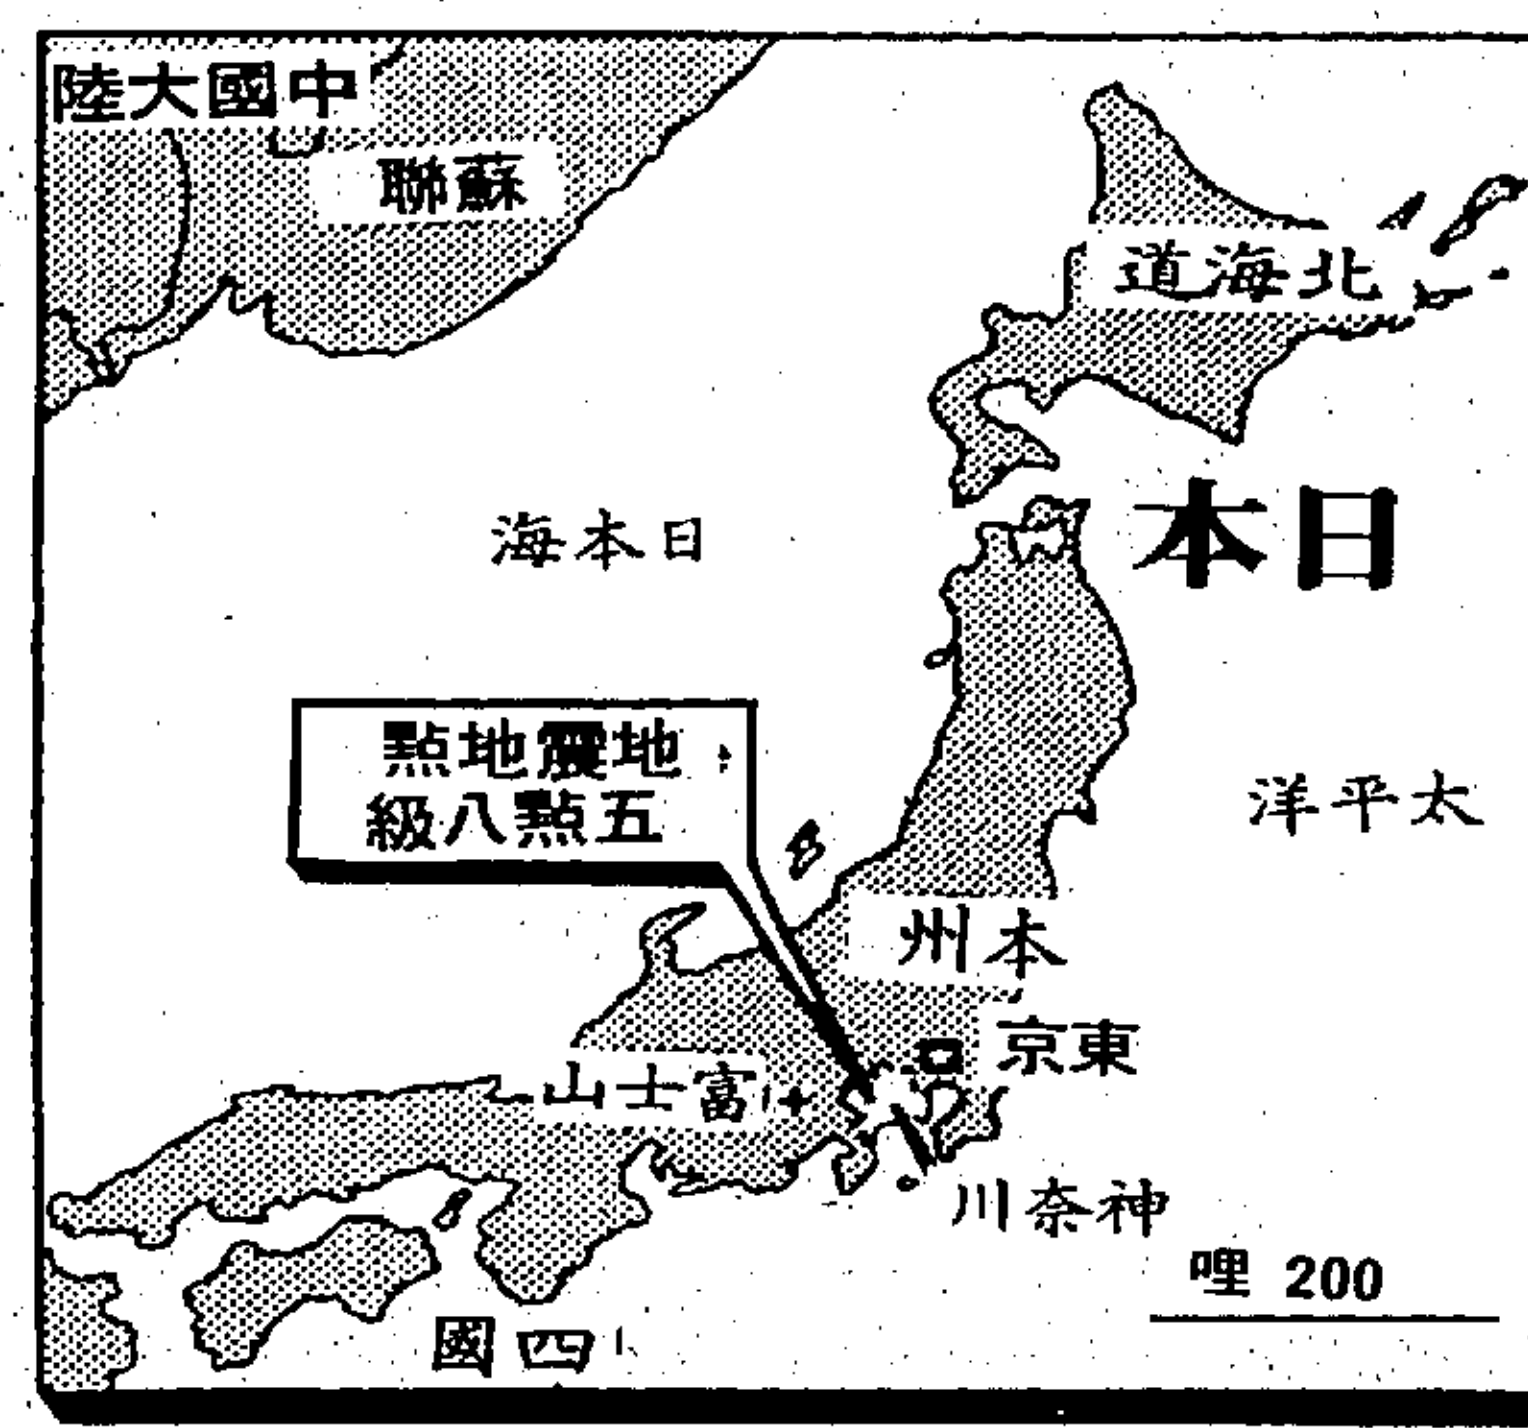 中國大陸
蘇聯
北海道
日本
日本海
地震地點
五點八級
太平洋
本州
東京
富士山
神奈川
哩 200
四國